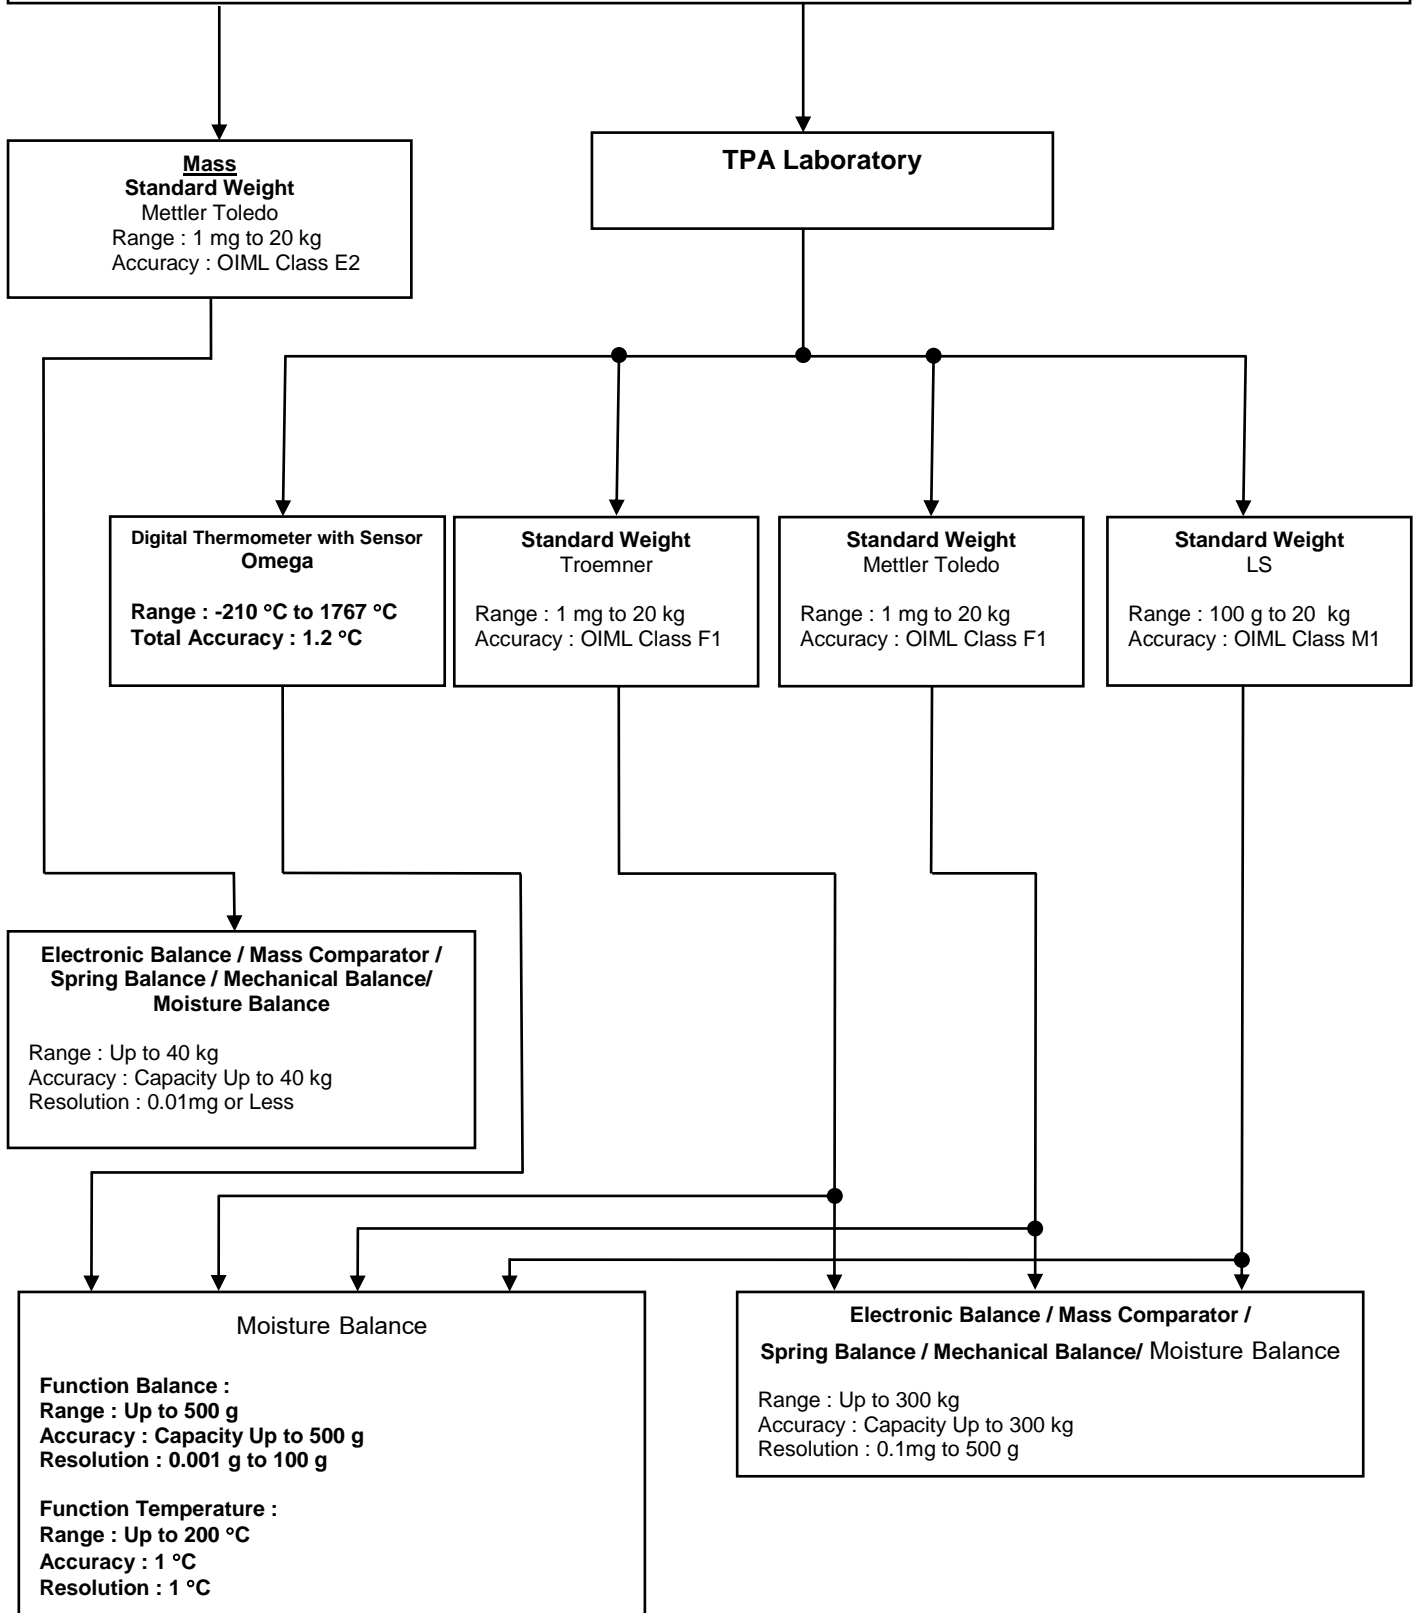 Mass
Standard Weight
Mettler Toledo
Range : 1 mg to 20 kg
Accuracy : OIML Class E2
TPA Laboratory
Digital Thermometer with Sensor
Omega
Range : -210 °C to 1767 °C
Total Accuracy : 1.2 °C
Standard Weight
Troemner
Range : 1 mg to 20 kg
Accuracy : OIML Class F1
Standard Weight
Mettler Toledo
Range : 1 mg to 20 kg
Accuracy : OIML Class F1
Standard Weight
LS
Range : 100 g to 20  kg
Accuracy : OIML Class M1
Electronic Balance / Mass Comparator /
Spring Balance / Mechanical Balance/
Moisture Balance
Range : Up to 40 kg
Accuracy : Capacity Up to 40 kg
Resolution : 0.01mg or Less
Moisture Balance
Function Balance :
Range : Up to 500 g
Accuracy : Capacity Up to 500 g
Resolution : 0.001 g to 100 g
Function Temperature :
Range : Up to 200 °C
Accuracy : 1 °C
Resolution : 1 °C
Electronic Balance / Mass Comparator /
Spring Balance / Mechanical Balance/ Moisture Balance
Range : Up to 300 kg
Accuracy : Capacity Up to 300 kg
Resolution : 0.1mg to 500 g